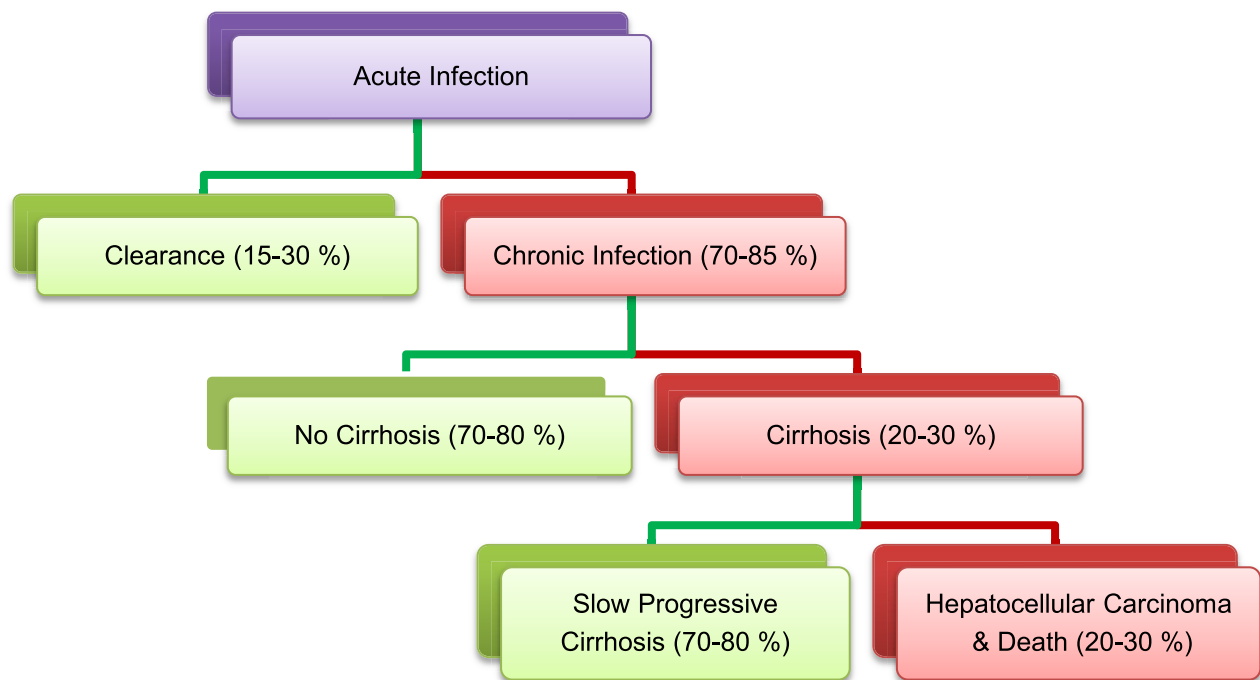 Acute Infection
Clearance (15-30 %)
Chronic Infection (70-85 %)
No Cirrhosis (70-80 %)
Cirrhosis (20-30 %)
Slow Progressive
Cirrhosis (70-80 %)
Hepatocellular Carcinoma
& Death (20-30 %)